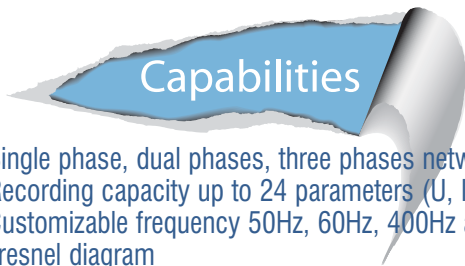 Capabilities
ingle phase, dual phases, three phases netw
ecording capacity up to 24 parameters (U, I
ustomizable frequency 50Hz, 60Hz, 400Hz a
resnel diagram